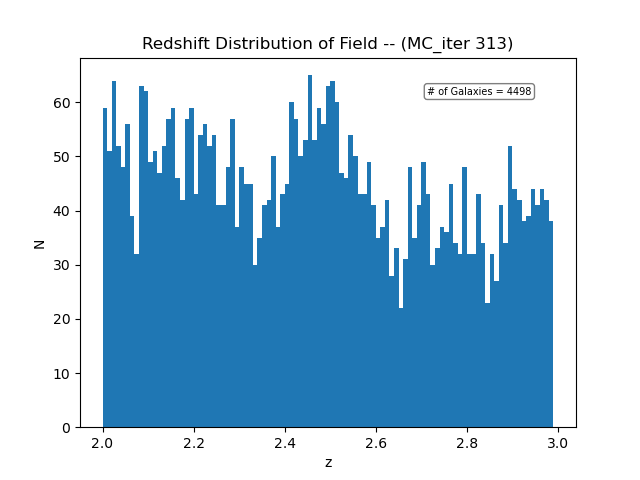 Redshift Distribution of Field -- (MC_iter 313)
# of Galaxies = 4498
60
50
40
30
20
10
0
N
2.0 2.2 2.4 2.6 2.8 3.0
z